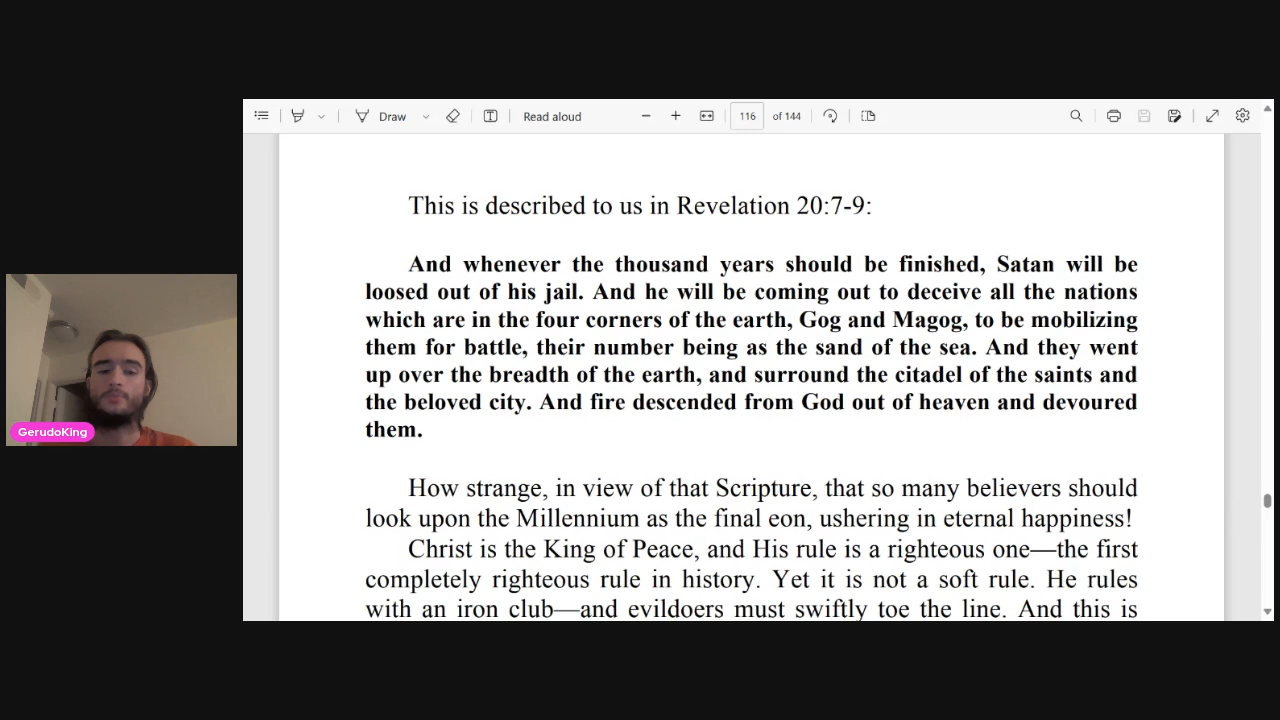 Draw
Read aloud
116 of 144
This is described to us in Revelation 20:7-9:
And whenever the thousand years should be finished, Satan will be
loosed out of his jail. And he will be coming out to deceive all the nations
which are in the four corners of the earth, Gog and Magog, to be mobilizing
them for battle, their number being as the sand of the sea. And they went
up over the breadth of the earth, and surround the citadel of the saints and
the beloved city. And fire descended from God out of heaven and devoured
them.
How strange, in view of that Scripture, that so many believers should
look upon the Millennium as the final eon, ushering in eternal happiness!
Christ is the King of Peace, and His rule is a righteous one—the first
completely righteous rule in history. Yet it is not a soft rule. He rules
with an iron club—and evildoers must swiftly toe the line. And this is
GerudoKing